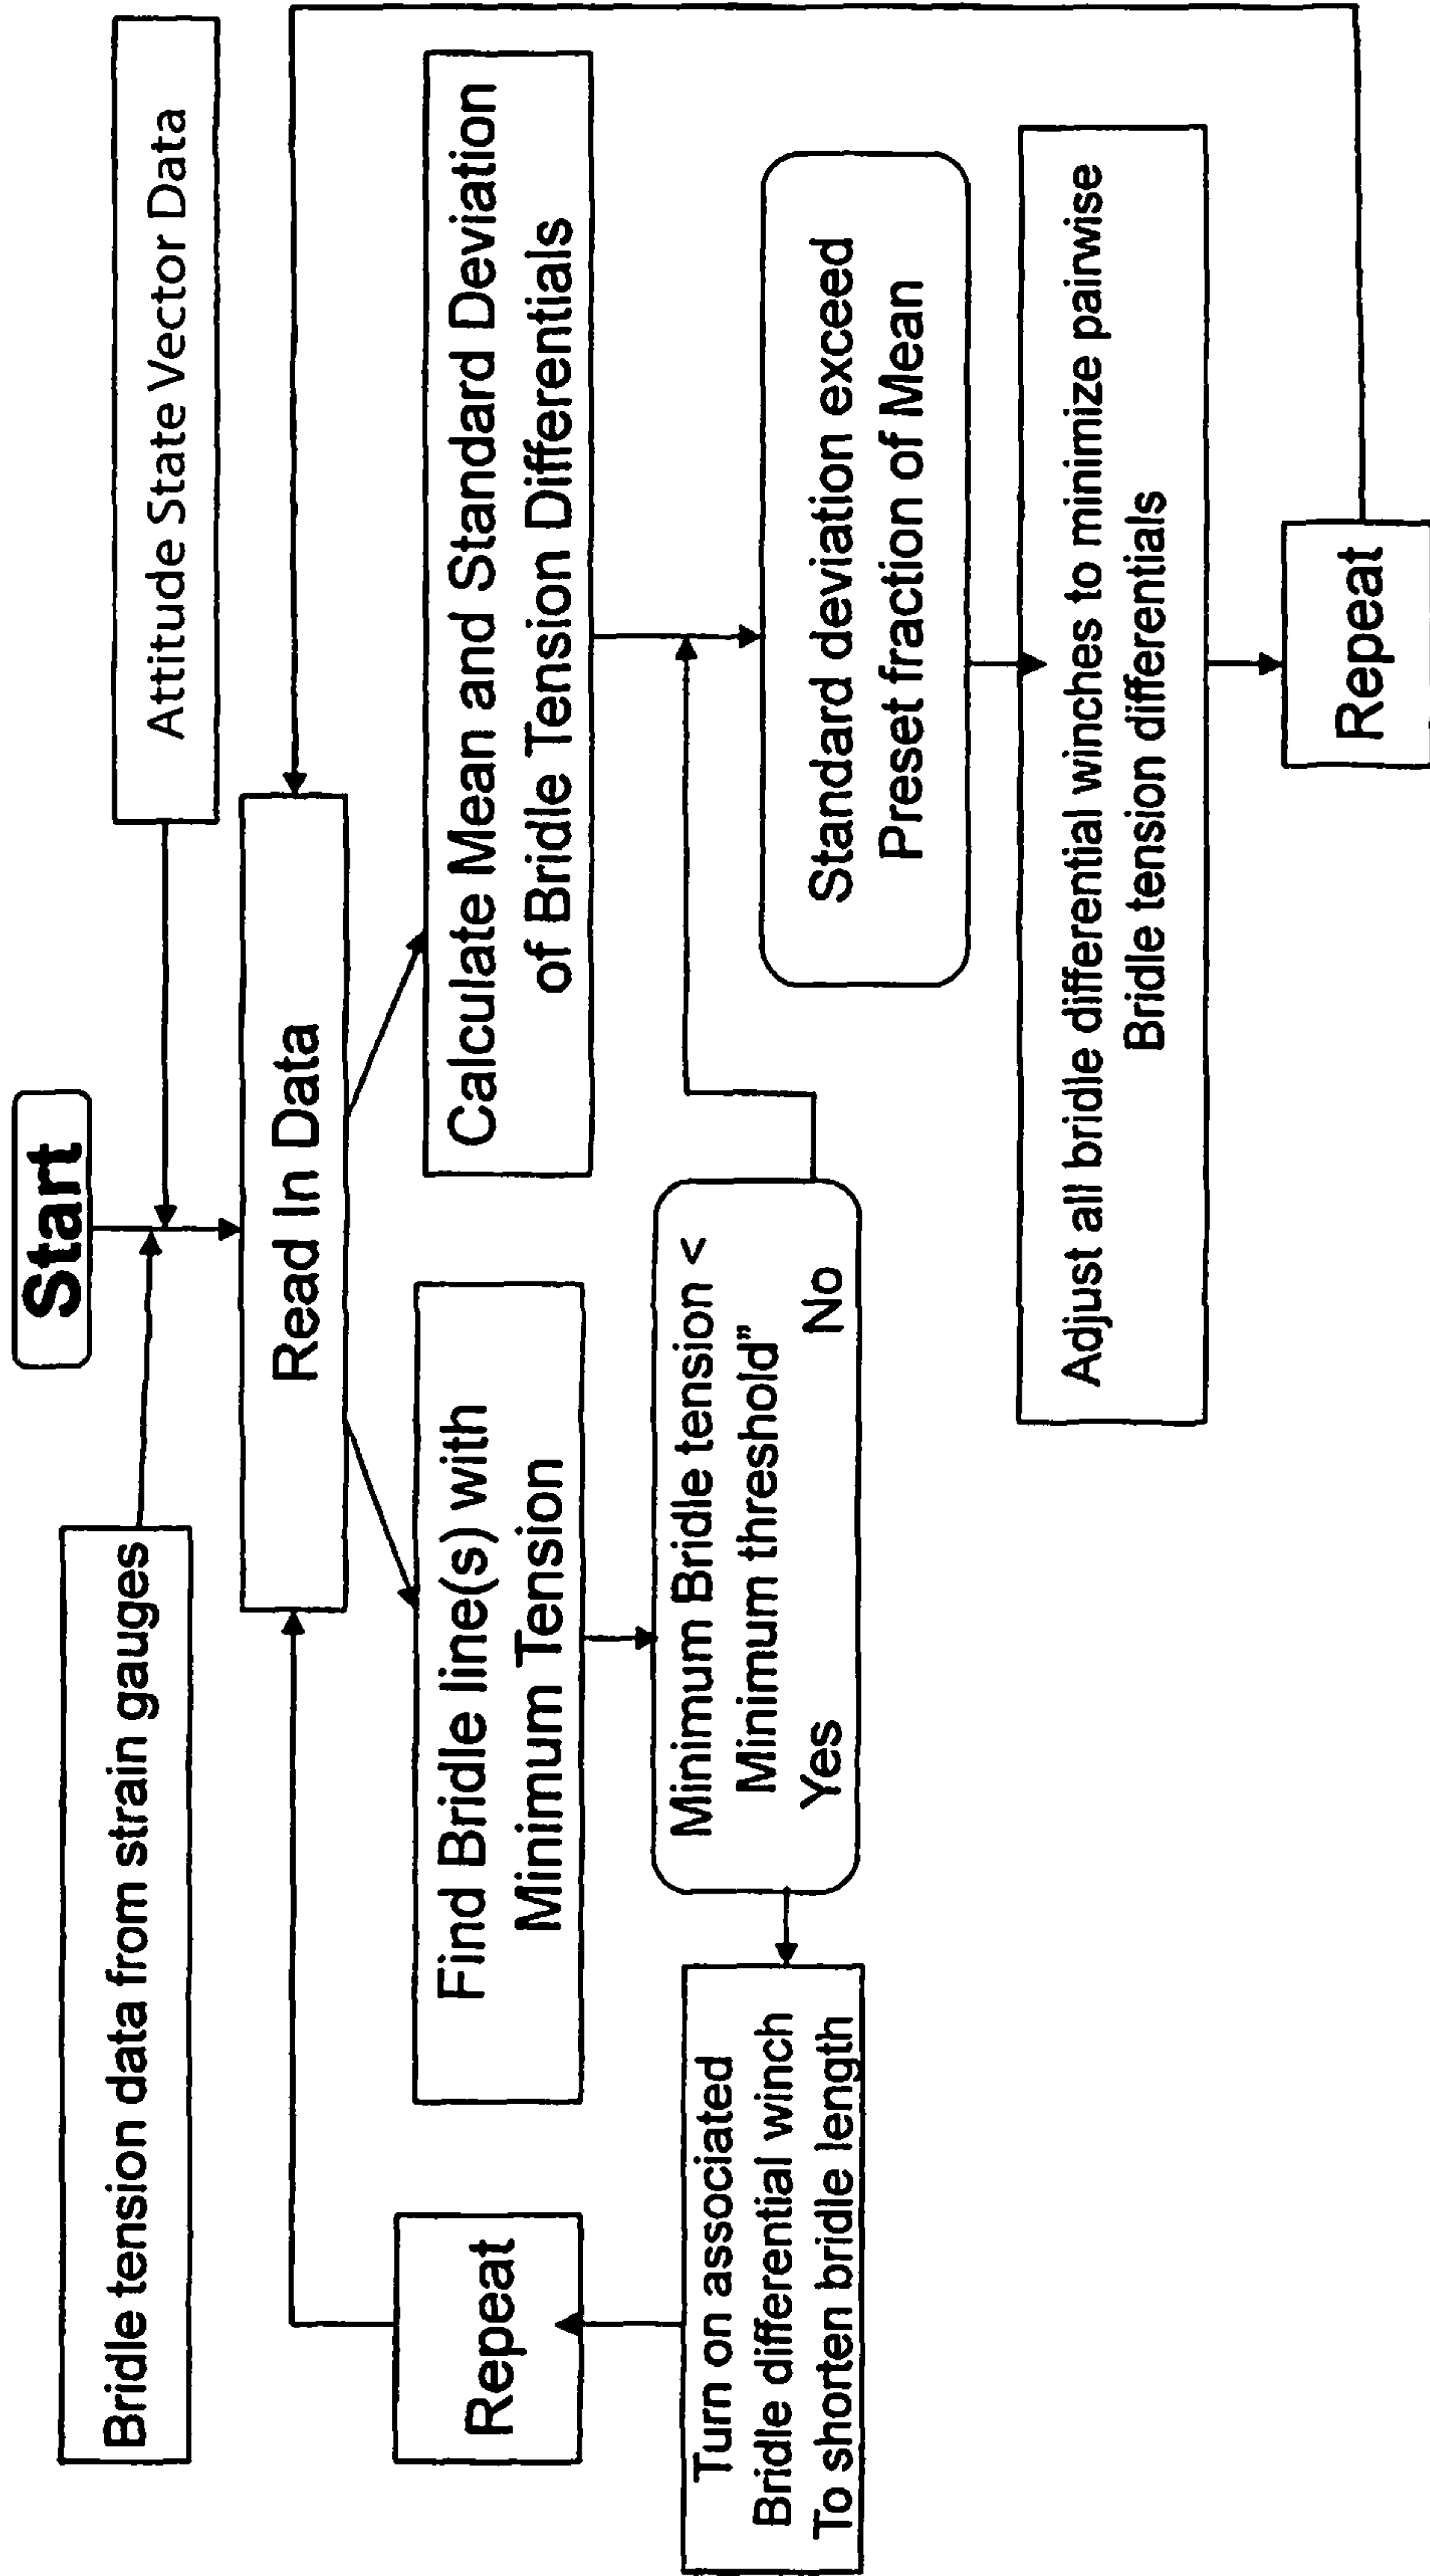 Start
Bridle tension data from strain gauges
Attitude State Vector Data
Read In Data
Repeat
Find Bridle line(s) with
Minimum Tension
Calculate Mean and Standard Deviation
of Bridle Tension Differentials
Turn on associated
Bridle differential winch
To shorten bridle length
Minimum Bridle tension <
Minimum threshold”
Yes No
Standard deviation exceed
Preset fraction of Mean
Adjust all bridle differential winches to minimize pairwise
Bridle tension differentials
Repeat